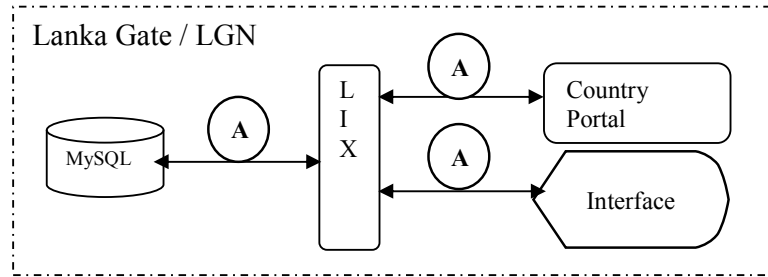 Lanka Gate / LGN
MySQL
A
L
I
X
A
Country
Portal
A
Interface